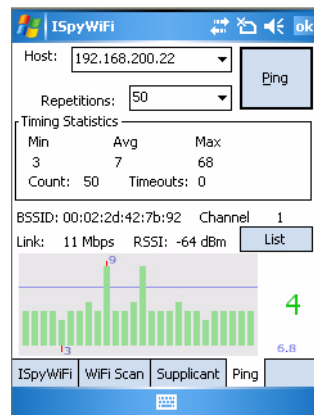 ISpyWiFi ok
Host: 192.168.200.22
Ping
Repetitions: 50
Timing Statistics
Min Avg Max
3 7 68
Count: 50 Timeouts: 0
BSSID: 00:02:2d:42:7b:92 Channel 1
Link: 11 Mbps RSSI: -64 dBm List
9
4
3
6.8
ISpyWiFi WiFi Scan Supplicant Ping